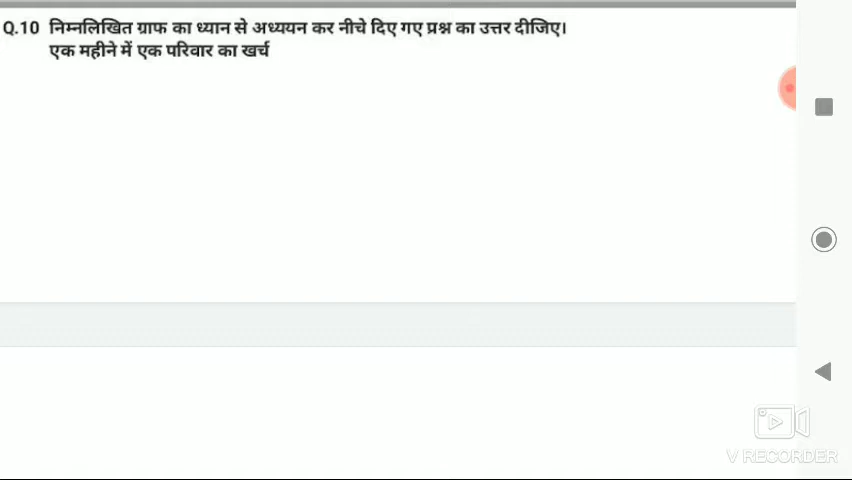 Q.10 निम्नलिखित ग्राफ का ध्यान से अध्ययन कर नीचे दिए गए प्रश्न का उत्तर दीजिए।
एक महीने में एक परिवार का खर्च
V RECORDER